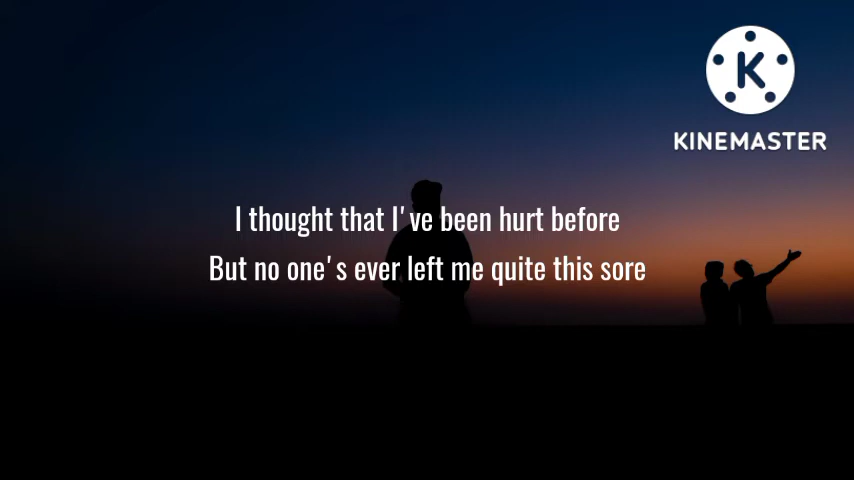 KINEMASTER
I thought that I've been hurt before
But no one's ever left me quite this sore